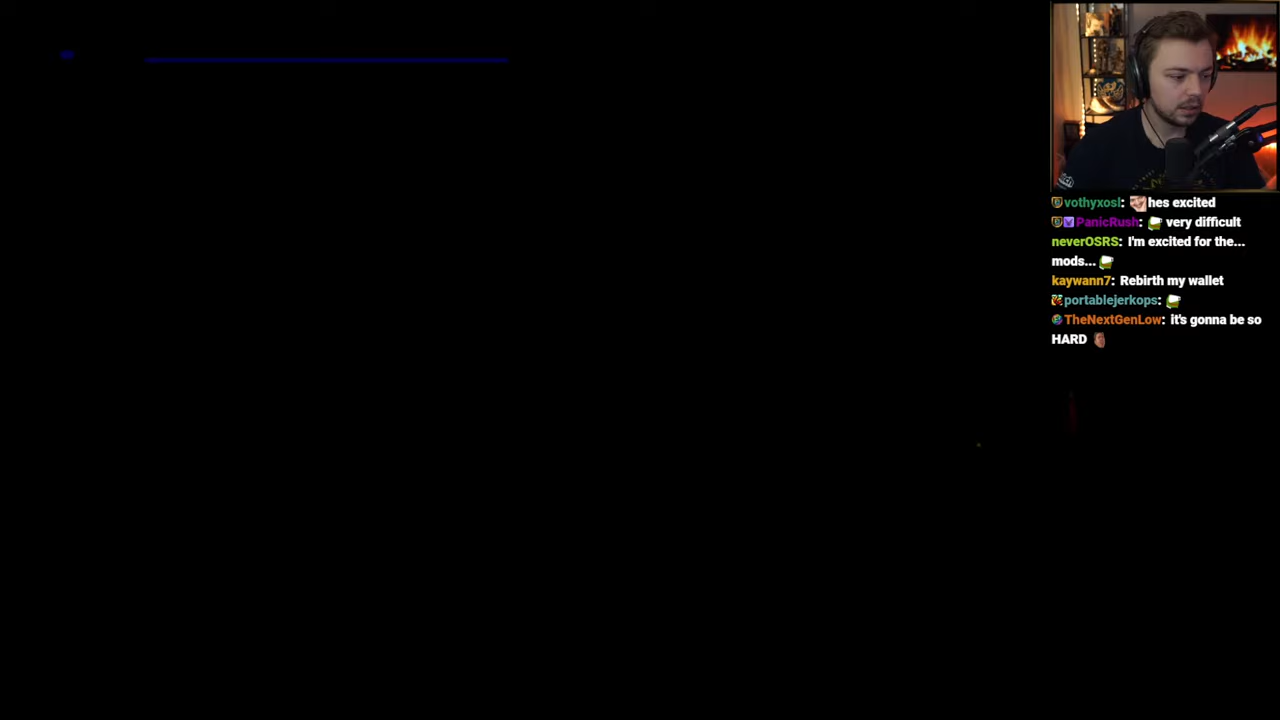 vothyxosl: hes excited
PanicRush: very difficult
neverOSRS: I'm excited for the...
mods...
kaywann7: Rebirth my wallet
portablejerkops:
TheNextGenLow: it's gonna be so
HARD